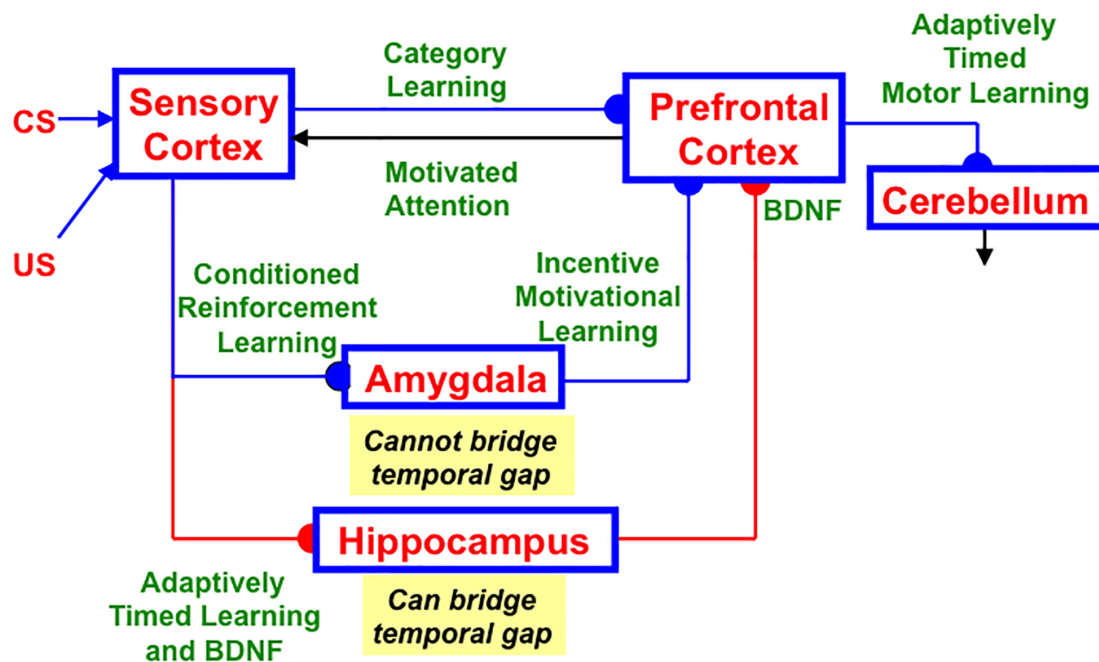 Category
Learning
Adaptively
Timed
Motor Learning
CS
Sensory
Cortex
Prefrontal
Cortex
Motivated
Attention
BDNF
Cerebellum
US
Conditioned
Reinforcement
Learning
Incentive
Motivational
Learning
Amygdala
Cannot bridge
temporal gap
Hippocampus
Adaptively
Timed Learning
and BDNF
Can bridge
temporal gap